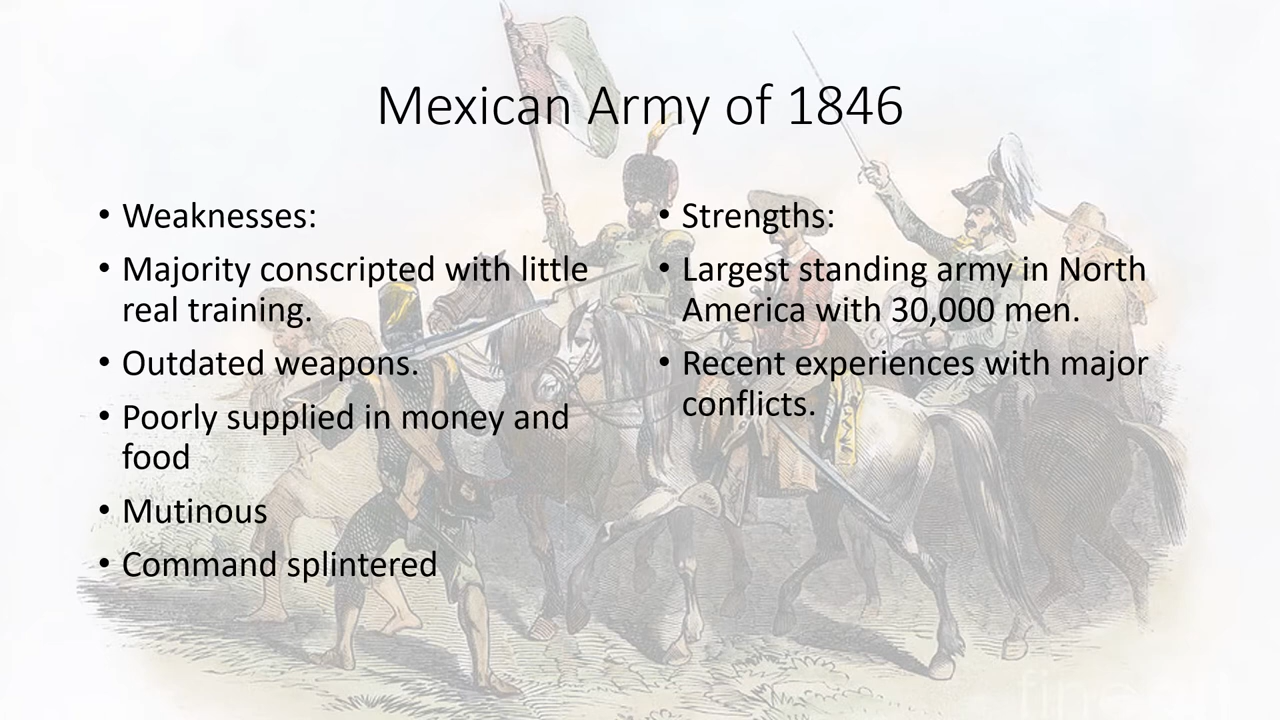 Mexican Army of 1846
• Weaknesses:
• Majority conscripted with little
real training.
• Outdated weapons.
• Poorly supplied in money and
food
• Mutinous
• Command splintered
• Strengths:
• Largest standing army in North
America with 30,000 men.
• Recent experiences with major
conflicts.